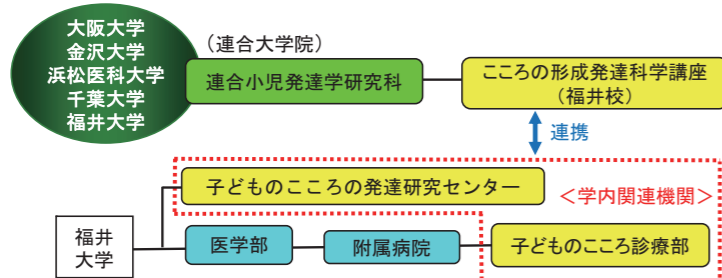 大阪大学
金沢大学
浜松医科大学
千葉大学
福井大学
（連合大学院）
連合小児発達学研究科
こころの形成発達科学講座
（福井校）
連携
子どものこころの発達研究センター
＜学内関連機関＞
福井
大学
医学部
附属病院
子どものこころ診療部